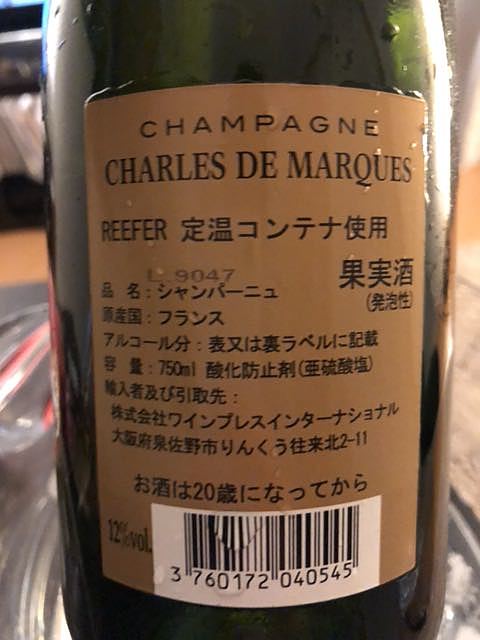 CHAMPAGNE
CHARLES DE MARQUES
REEFER 定温コンテナ使用
L 9047
果実酒
(発泡性)
品 名：シャンパーニュ
原産国：フランス
アルコール分：表又は裏ラベルに記載
容 量：750ml 酸化防止剤(亜硫酸塩)
輸入者及び引取先：
株式会社ワインプレスインターナショナル
大阪府泉佐野市りんくう往来北2-11
お酒は20歳になってから
12%vol.
3 760172 040545